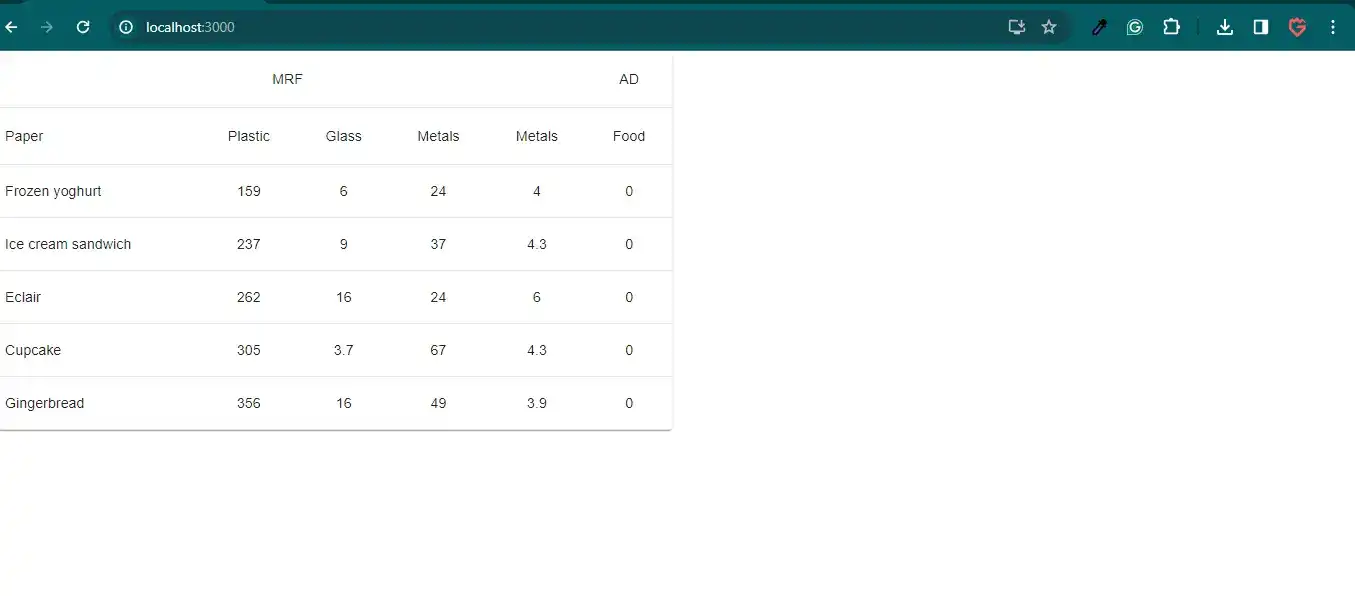 localhost:3000
MRF AD
Paper Plastic Glass Metals Metals Food
Frozen yoghurt 159 6 24 4 0
Ice cream sandwich 237 9 37 4.3 0
Eclair 262 16 24 6 0
Cupcake 305 3.7 67 4.3 0
Gingerbread 356 16 49 3.9 0